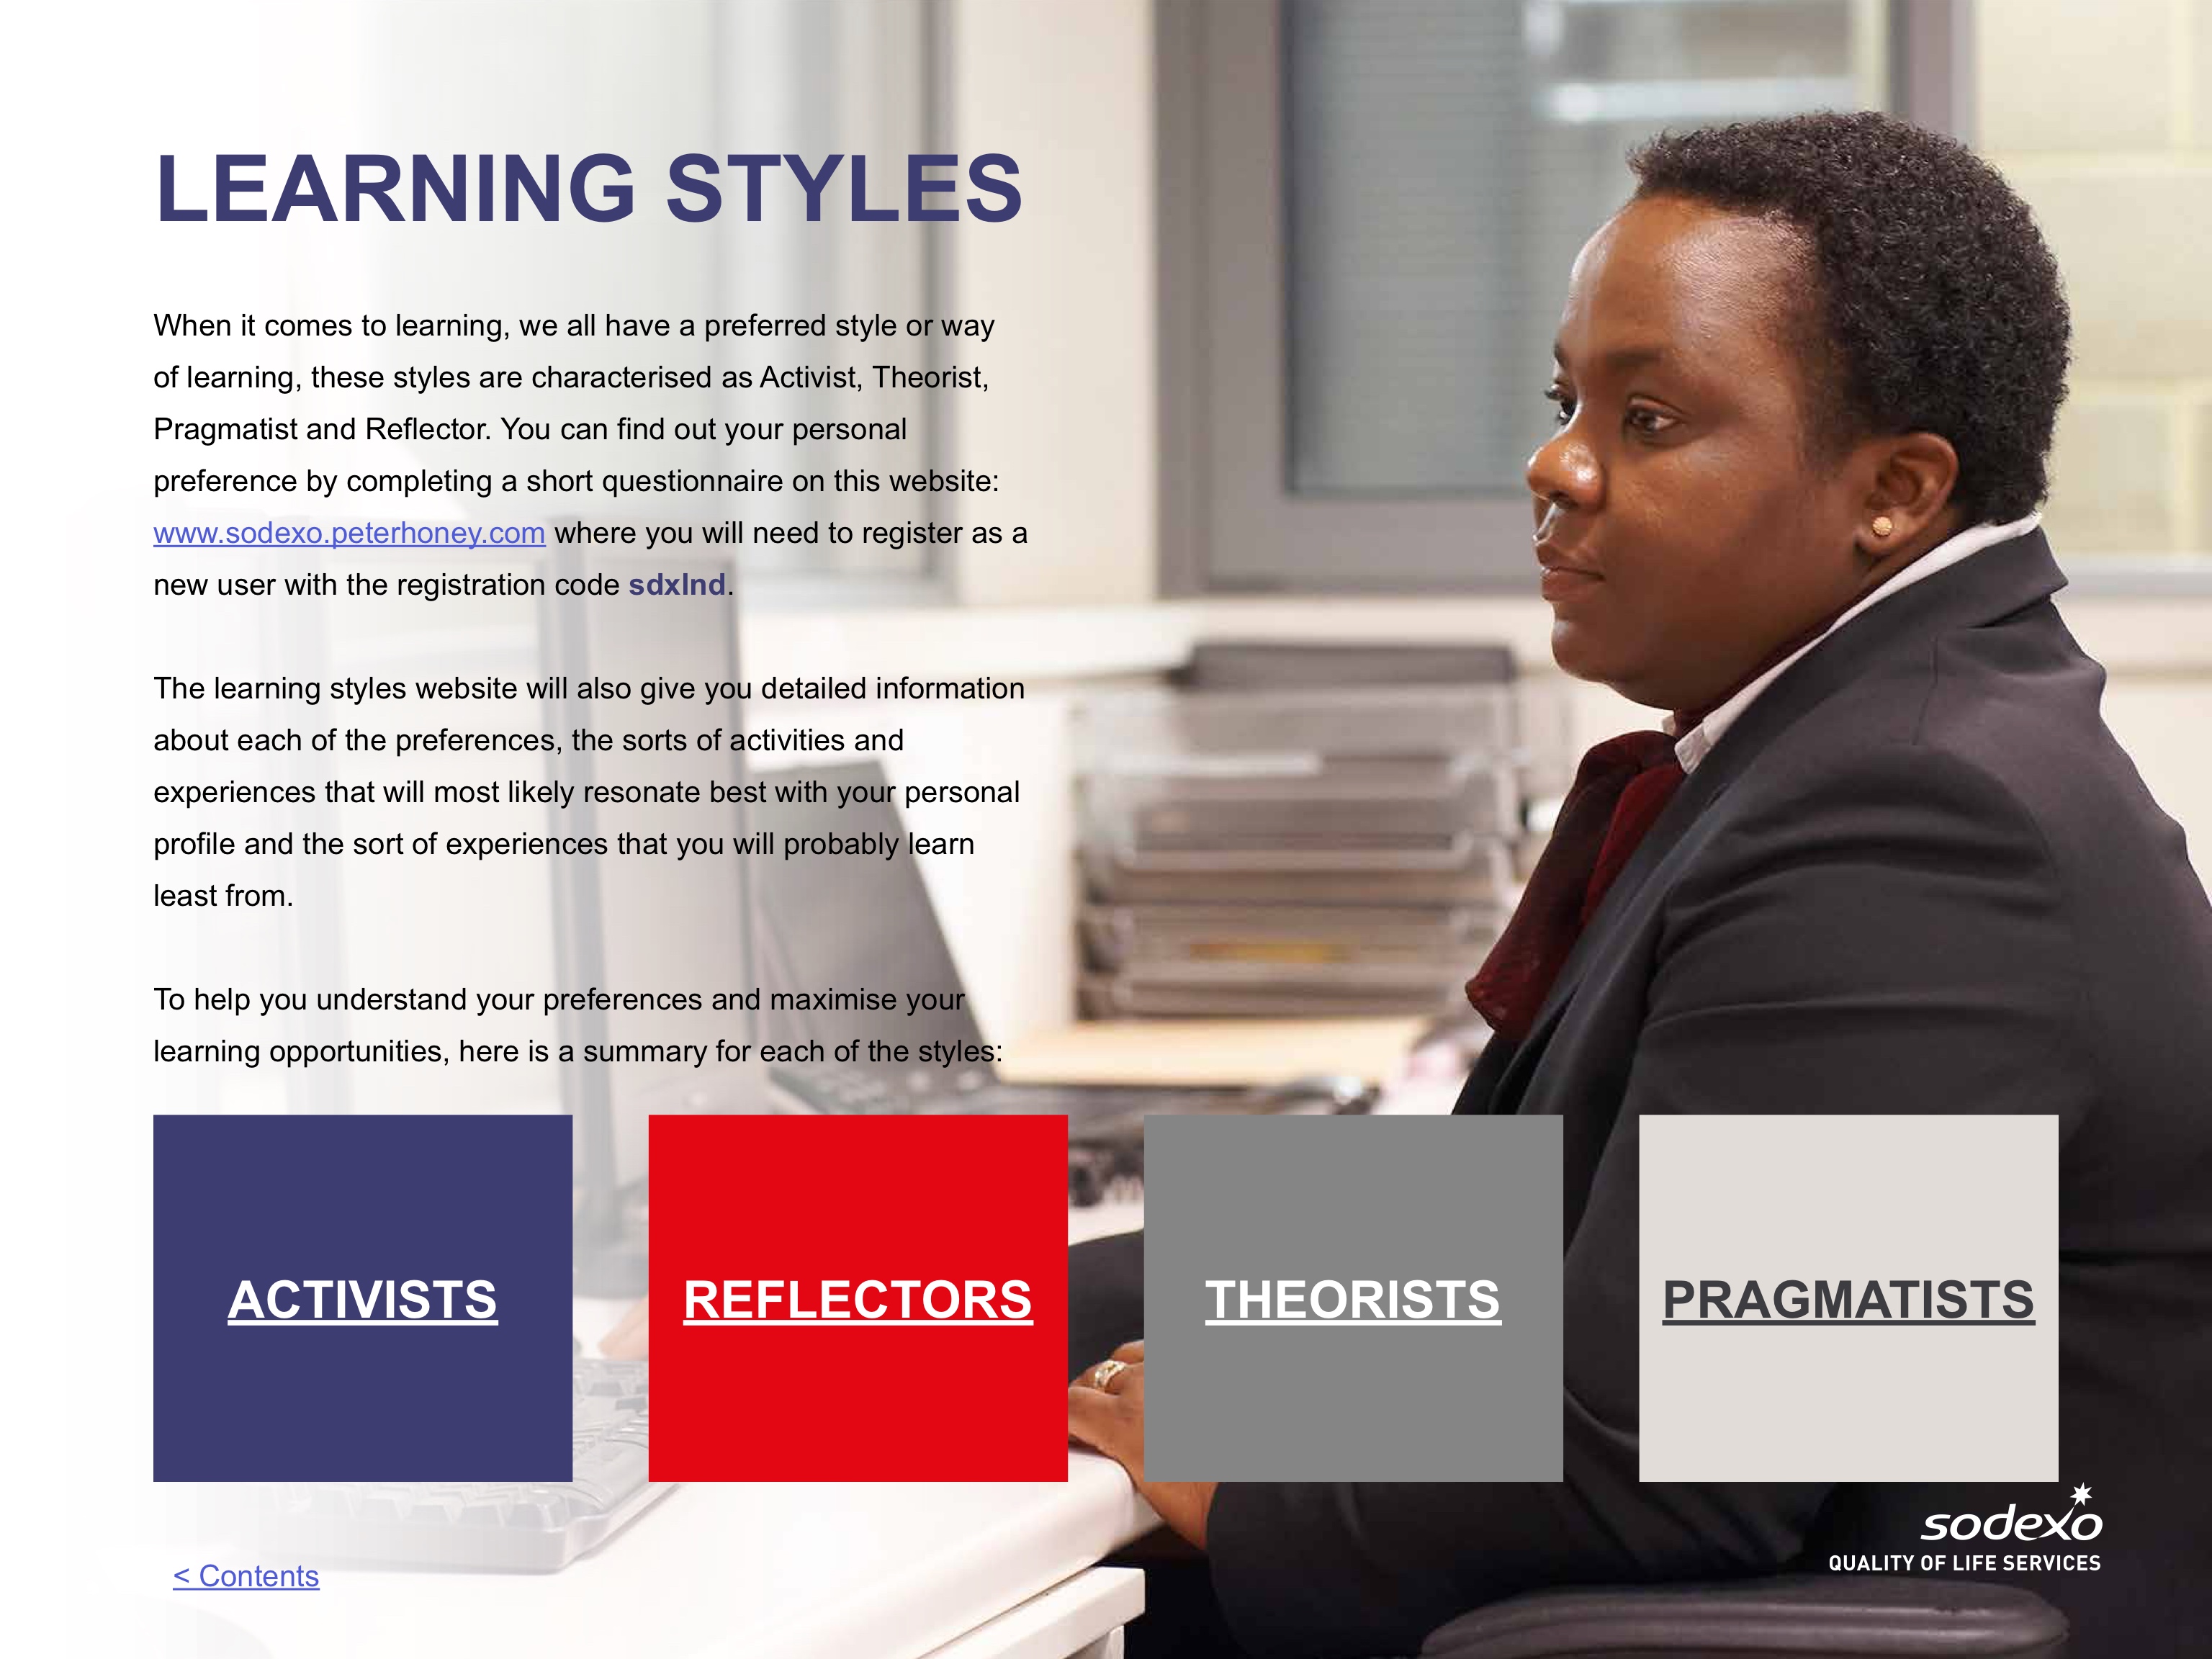 LEARNING STYLES
When it comes to learning, we all have a preferred style or way
of learning, these styles are characterised as Activist, Theorist,
Pragmatist and Reflector. You can find out your personal
preference by completing a short questionnaire on this website:
www.sodexo.peterhoney.com where you will need to register as a
new user with the registration code sdxlnd.
The learning styles website will also give you detailed information
about each of the preferences, the sorts of activities and
experiences that will most likely resonate best with your personal
profile and the sort of experiences that you will probably learn
least from.
To help you understand your preferences and maximise your
learning opportunities, here is a summary for each of the styles:
ACTIVISTS
REFLECTORS
THEORISTS
PRAGMATISTS
sodexo
QUALITY OF LIFE SERVICES
< Contents